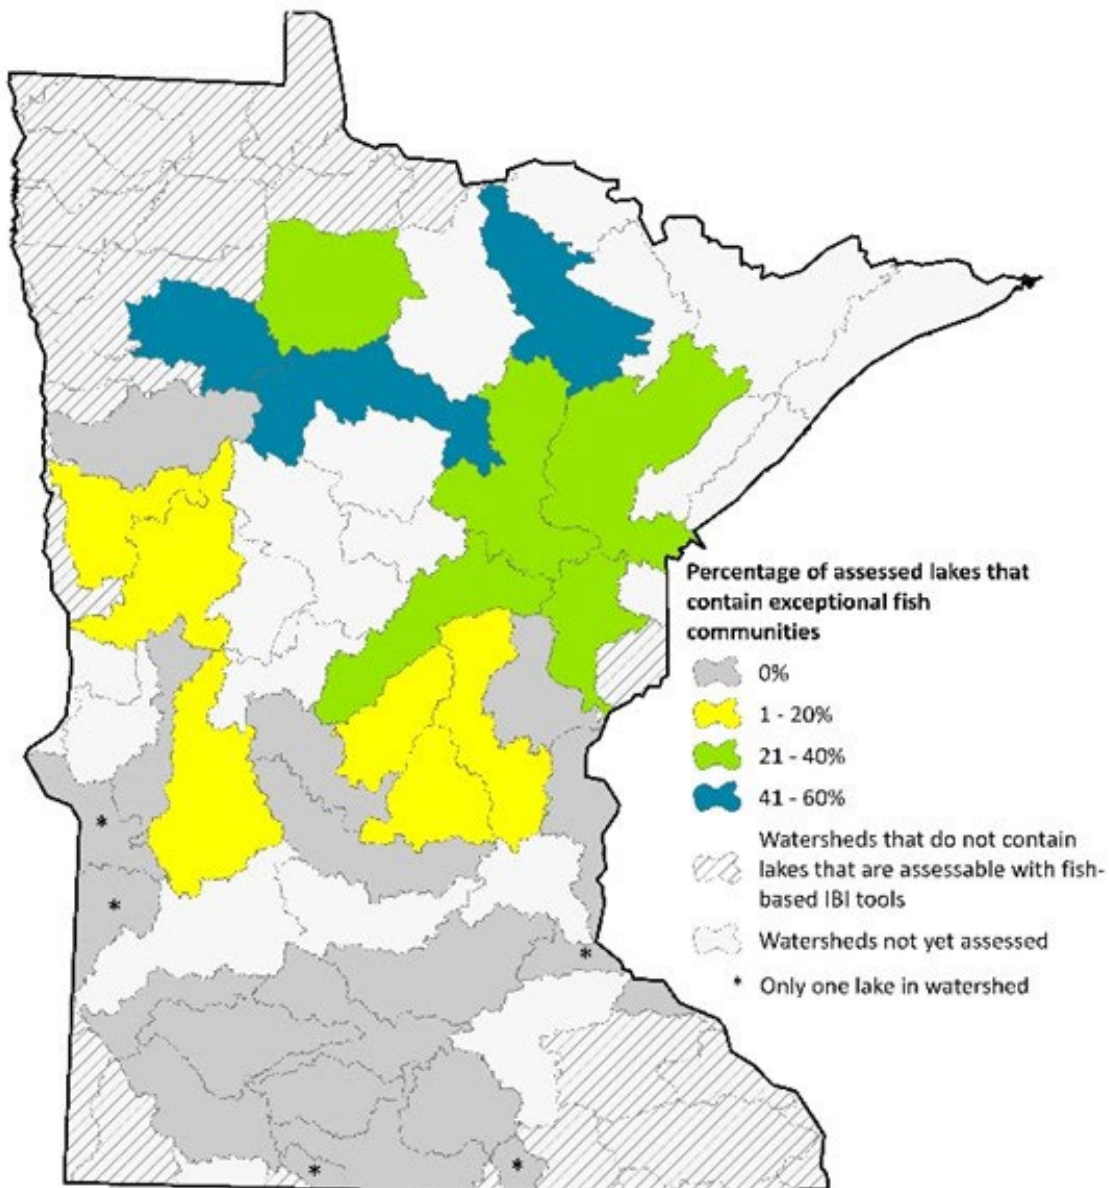 Percentage of assessed lakes that
contain exceptional fish
communities
0%
1 - 20%
21 - 40%
41 - 60%
Watersheds that do not contain
lakes that are assessable with fish-
based IBI tools
Watersheds not yet assessed
* Only one lake in watershed
*
*
*
*
*